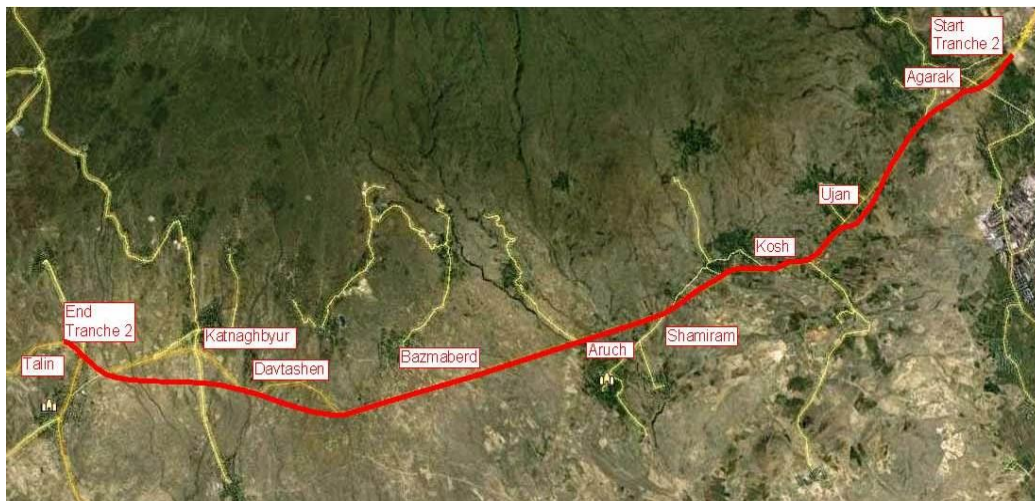 Start
Tranche 2
Agarak
Ujan
Kosh
End
Tranche 2
Katnaghbyur
Shamiram
Talin
Davtashen
Bazmaberd
Aruch